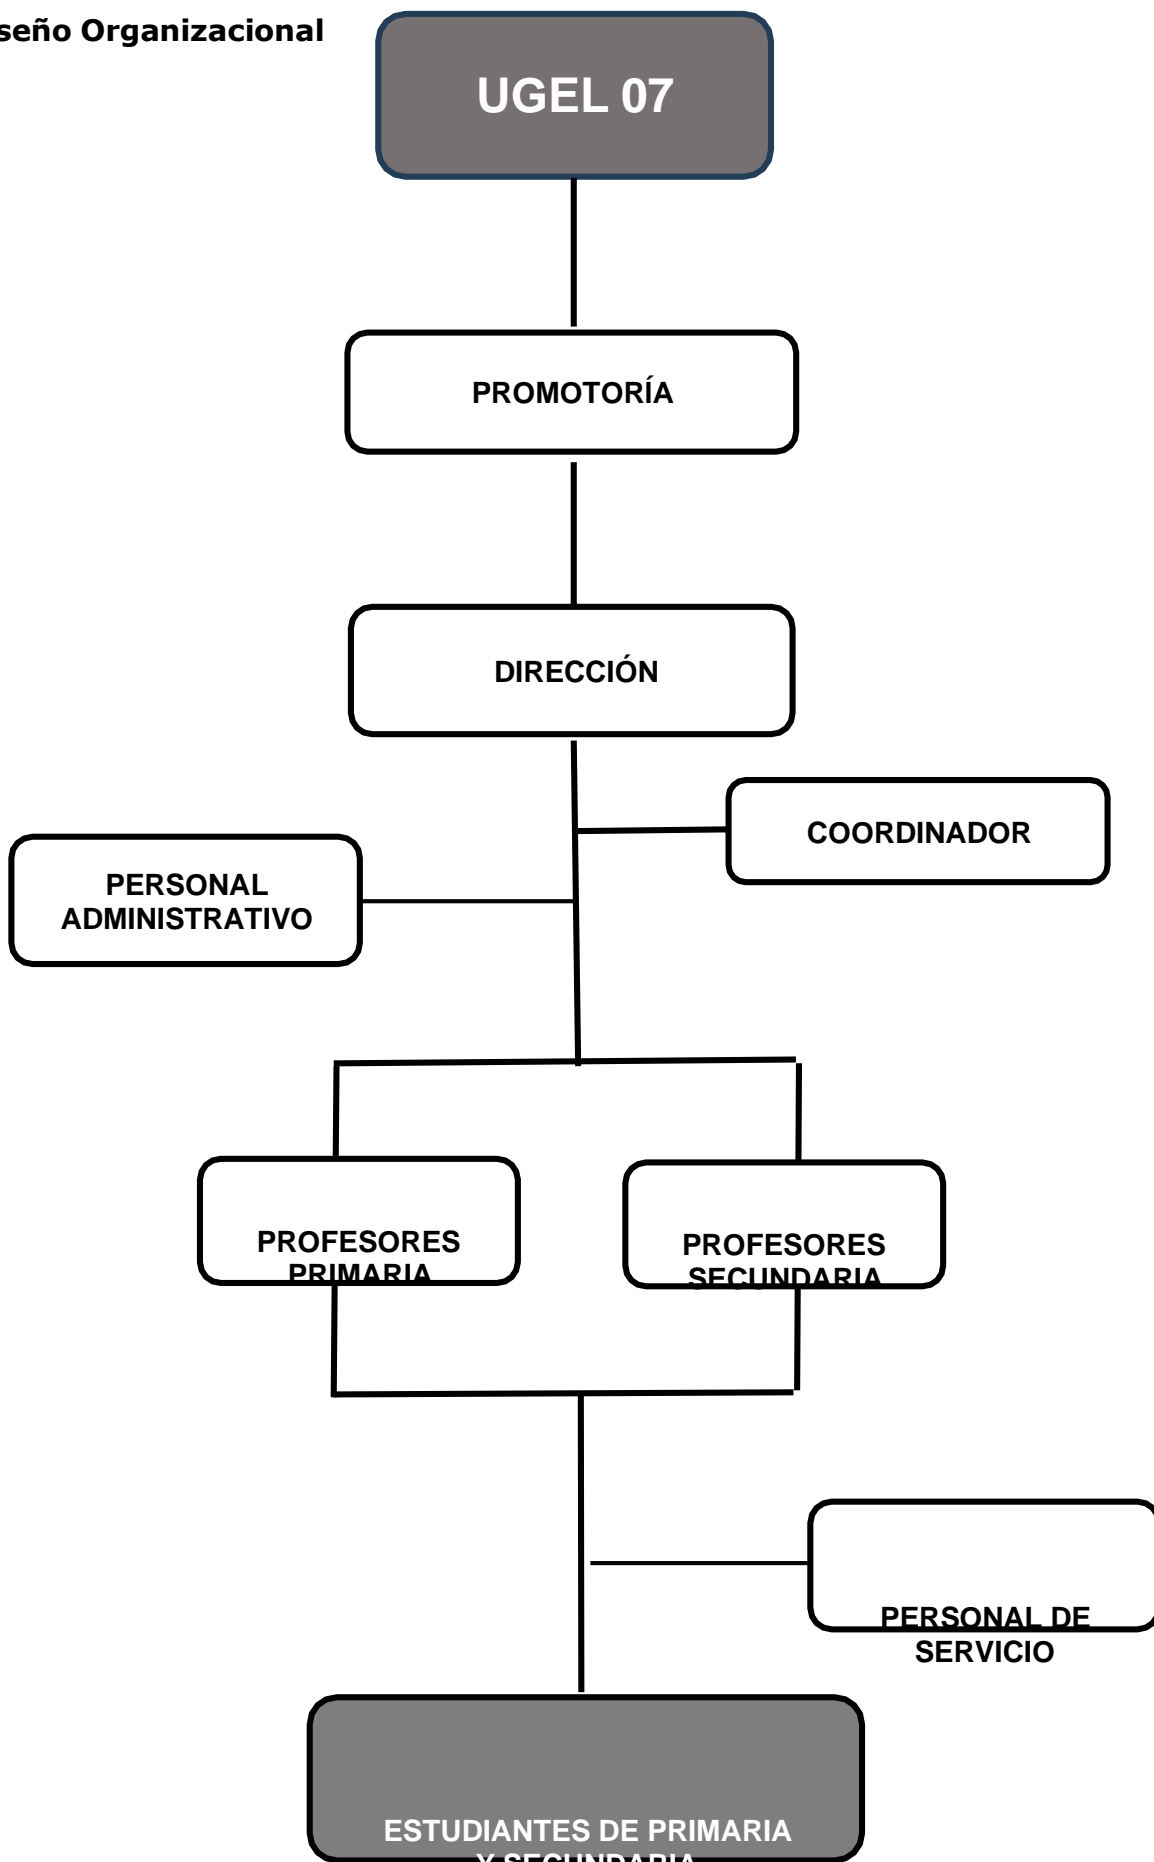 seño Organizacional
UGEL 07
PROMOTORÍA
DIRECCIÓN
COORDINADOR
PERSONAL
ADMINISTRATIVO
PROFESORES
PRIMARIA
PROFESORES
SECUNDARIA
PERSONAL DE
SERVICIO
ESTUDIANTES DE PRIMARIA
Y SECUNDARIA